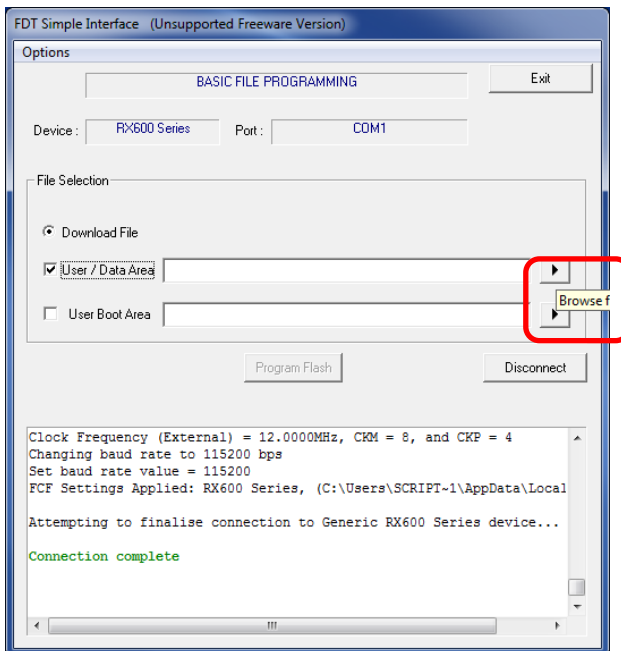 FDT Simple Interface (Unsupported Freeware Version)
Options
BASIC FILE PROGRAMMING
Exit
Device :
RX600 Series
Port :
COM1
File Selection
Download File
User / Data Area
Browse f
User Boot Area
Program Flash
Disconnect
Clock Frequency (External) = 12.0000MHz, CKM = 8, and CKP = 4
Changing baud rate to 115200 bps
Set baud rate value = 115200
FCF Settings Applied: RX600 Series, (C:\Users\SCRIPT~1\AppData\Local
Attempting to finalise connection to Generic RX600 Series device...
Connection complete